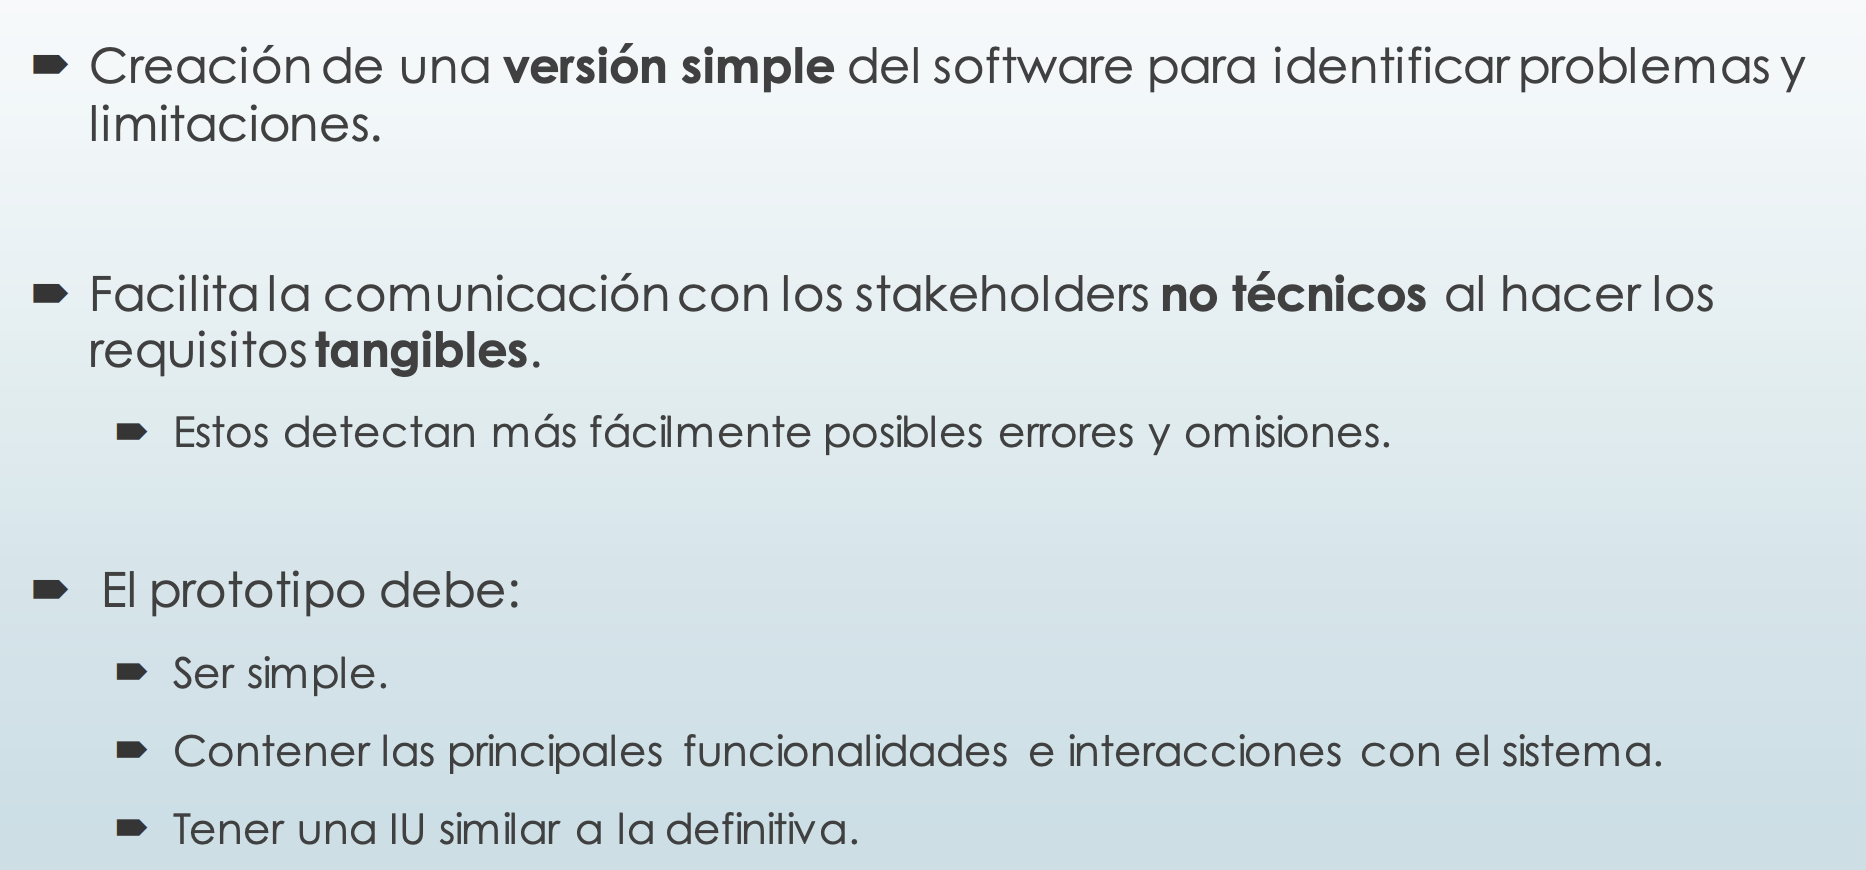 Creación de una versión simple del software para identificar problemas y
limitaciones.
Facilita la comunicación con los stakeholders no técnicos al hacer los
requisitos tangibles.
Estos detectan más fácilmente posibles errores y omisiones.
El prototipo debe:
Ser simple.
Contener las principales funcionalidades e interacciones con el sistema.
Tener una IU similar a la definitiva.